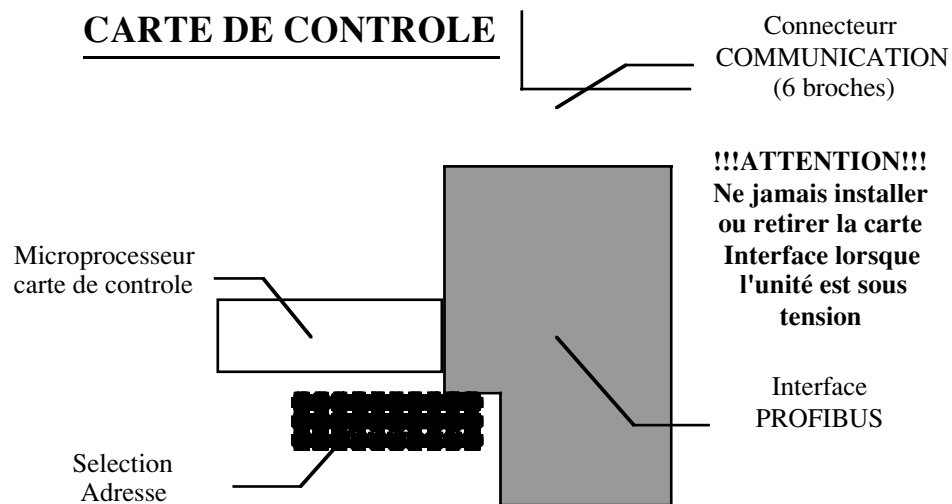 CARTE DE CONTROLE
Connecteurr
COMMUNICATION
(6 broches)
!!!ATTENTION!!!
Ne jamais installer
ou retirer la carte
Interface lorsque
l'unité est sous
tension
Microprocesseur
carte de controle
Interface
PROFIBUS
Selection
Adresse